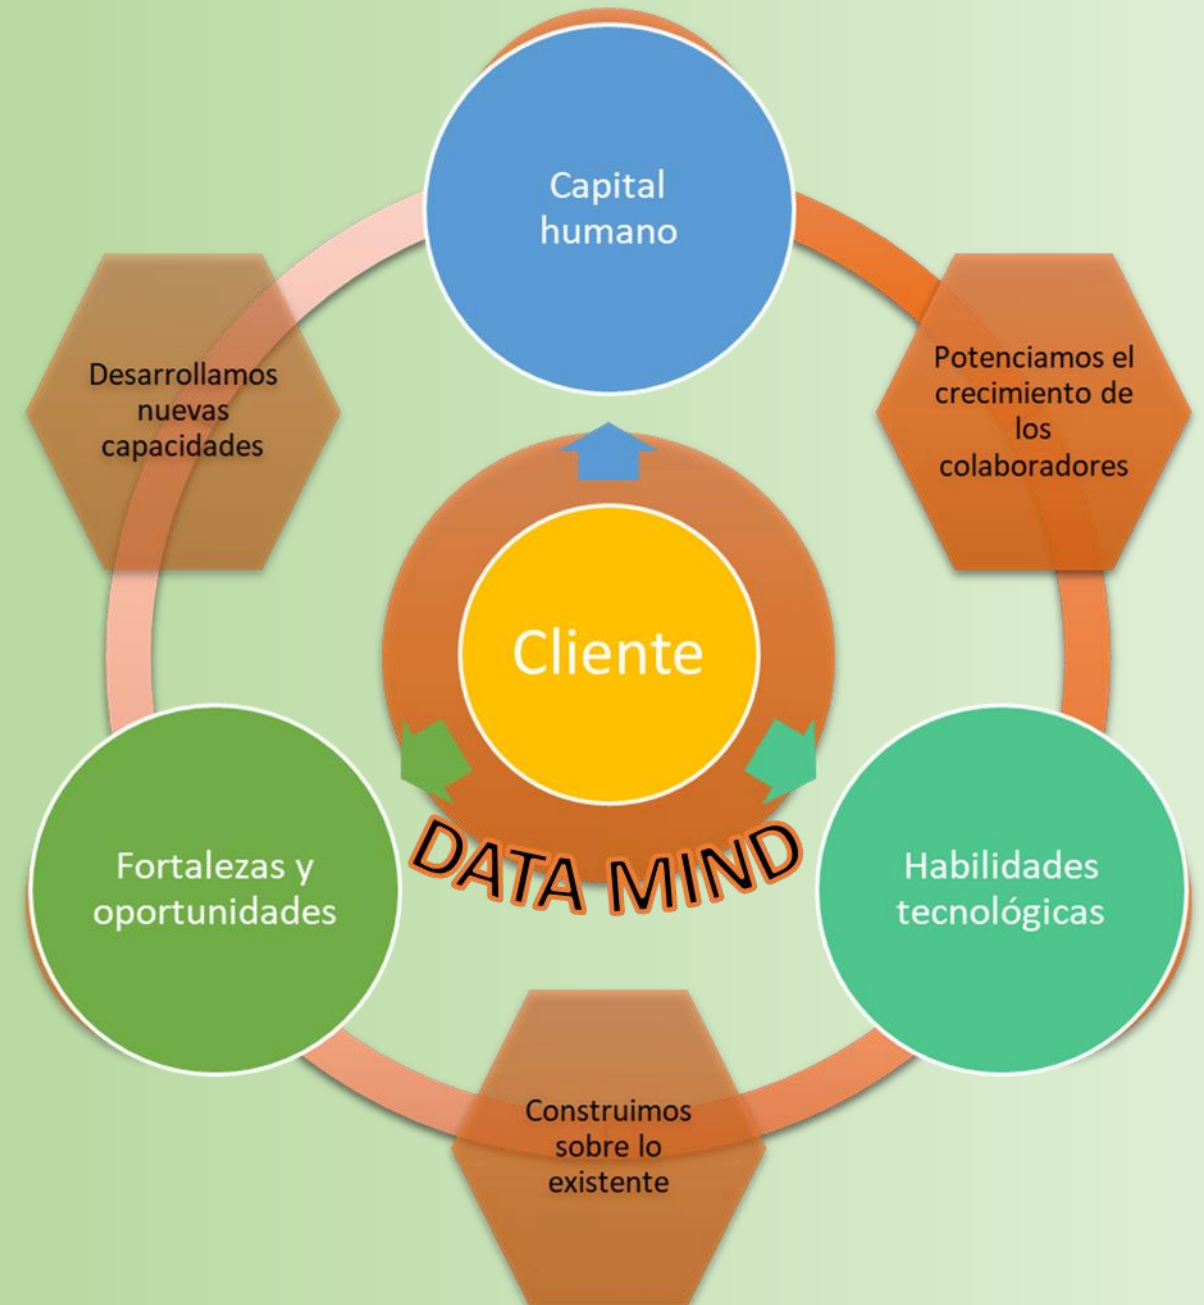 Capital
humano
Desarrollamos
nuevas
capacidades
Potenciamos el
crecimiento de
los
colaboradores
Cliente
DATA MIND
Fortalezas y
oportunidades
Habilidades
tecnológicas
Construimos
sobre lo
existente